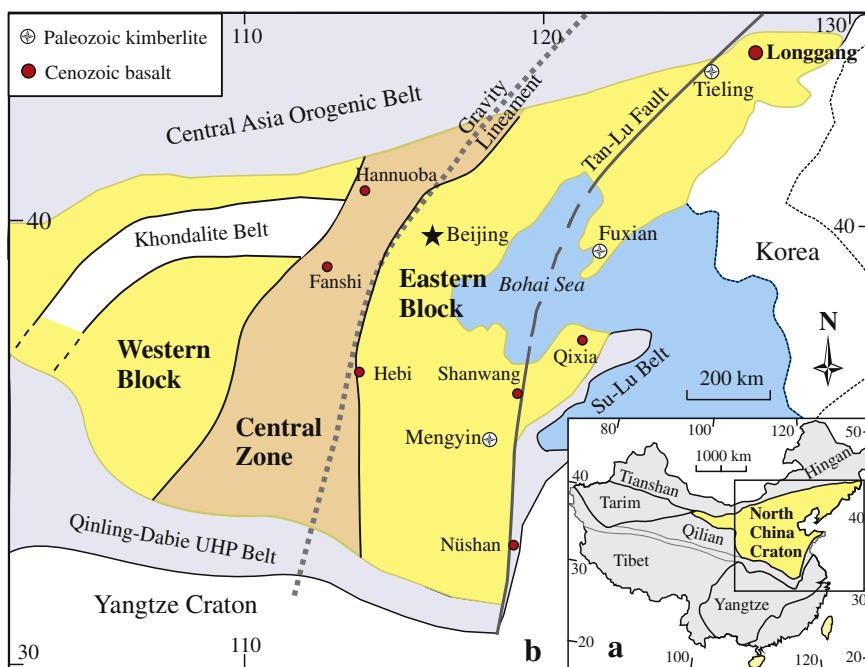 110
120
130
Paleozoic kimberlite
Cenozoic basalt
Longgang
Tieling
Central Asia Orogenic Belt
Gravity
Lineament
Tan-Lu Fault
Hannuoba
40
Khondalite Belt
Beijing
Fuxian
40
Korea
Fanshi
Eastern
Block
Bohai Sea
N
Western
Block
Hebi
Shanwang
Qixia
Su-Lu Belt
200 km
Central
Zone
Mengyin
Qinling-Dabie UHP Belt
Nüshan
Yangtze Craton
30
110
b
80
100
120
50
1000 km
Hingan
40
Tianshan
Tarim
North
China
Craton
40
Qilian
Tibet
30
30
Yangtze
20
a
100
120
20